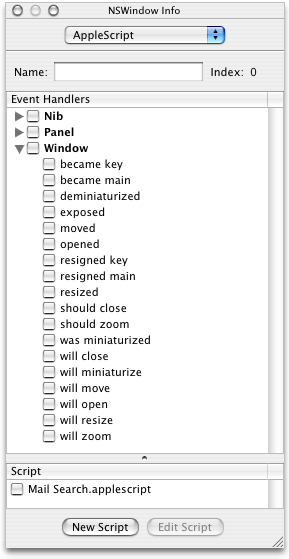 NSWindow Info
AppleScript
Name: Index: 0
Event Handlers
Nib
Panel
Window
became key
became main
deminiaturized
exposed
moved
opened
resigned key
resigned main
resized
should close
should zoom
was miniaturized
will close
will miniaturize
will move
will open
will resize
will zoom
Script
Mail Search.applescript
New Script Edit Script